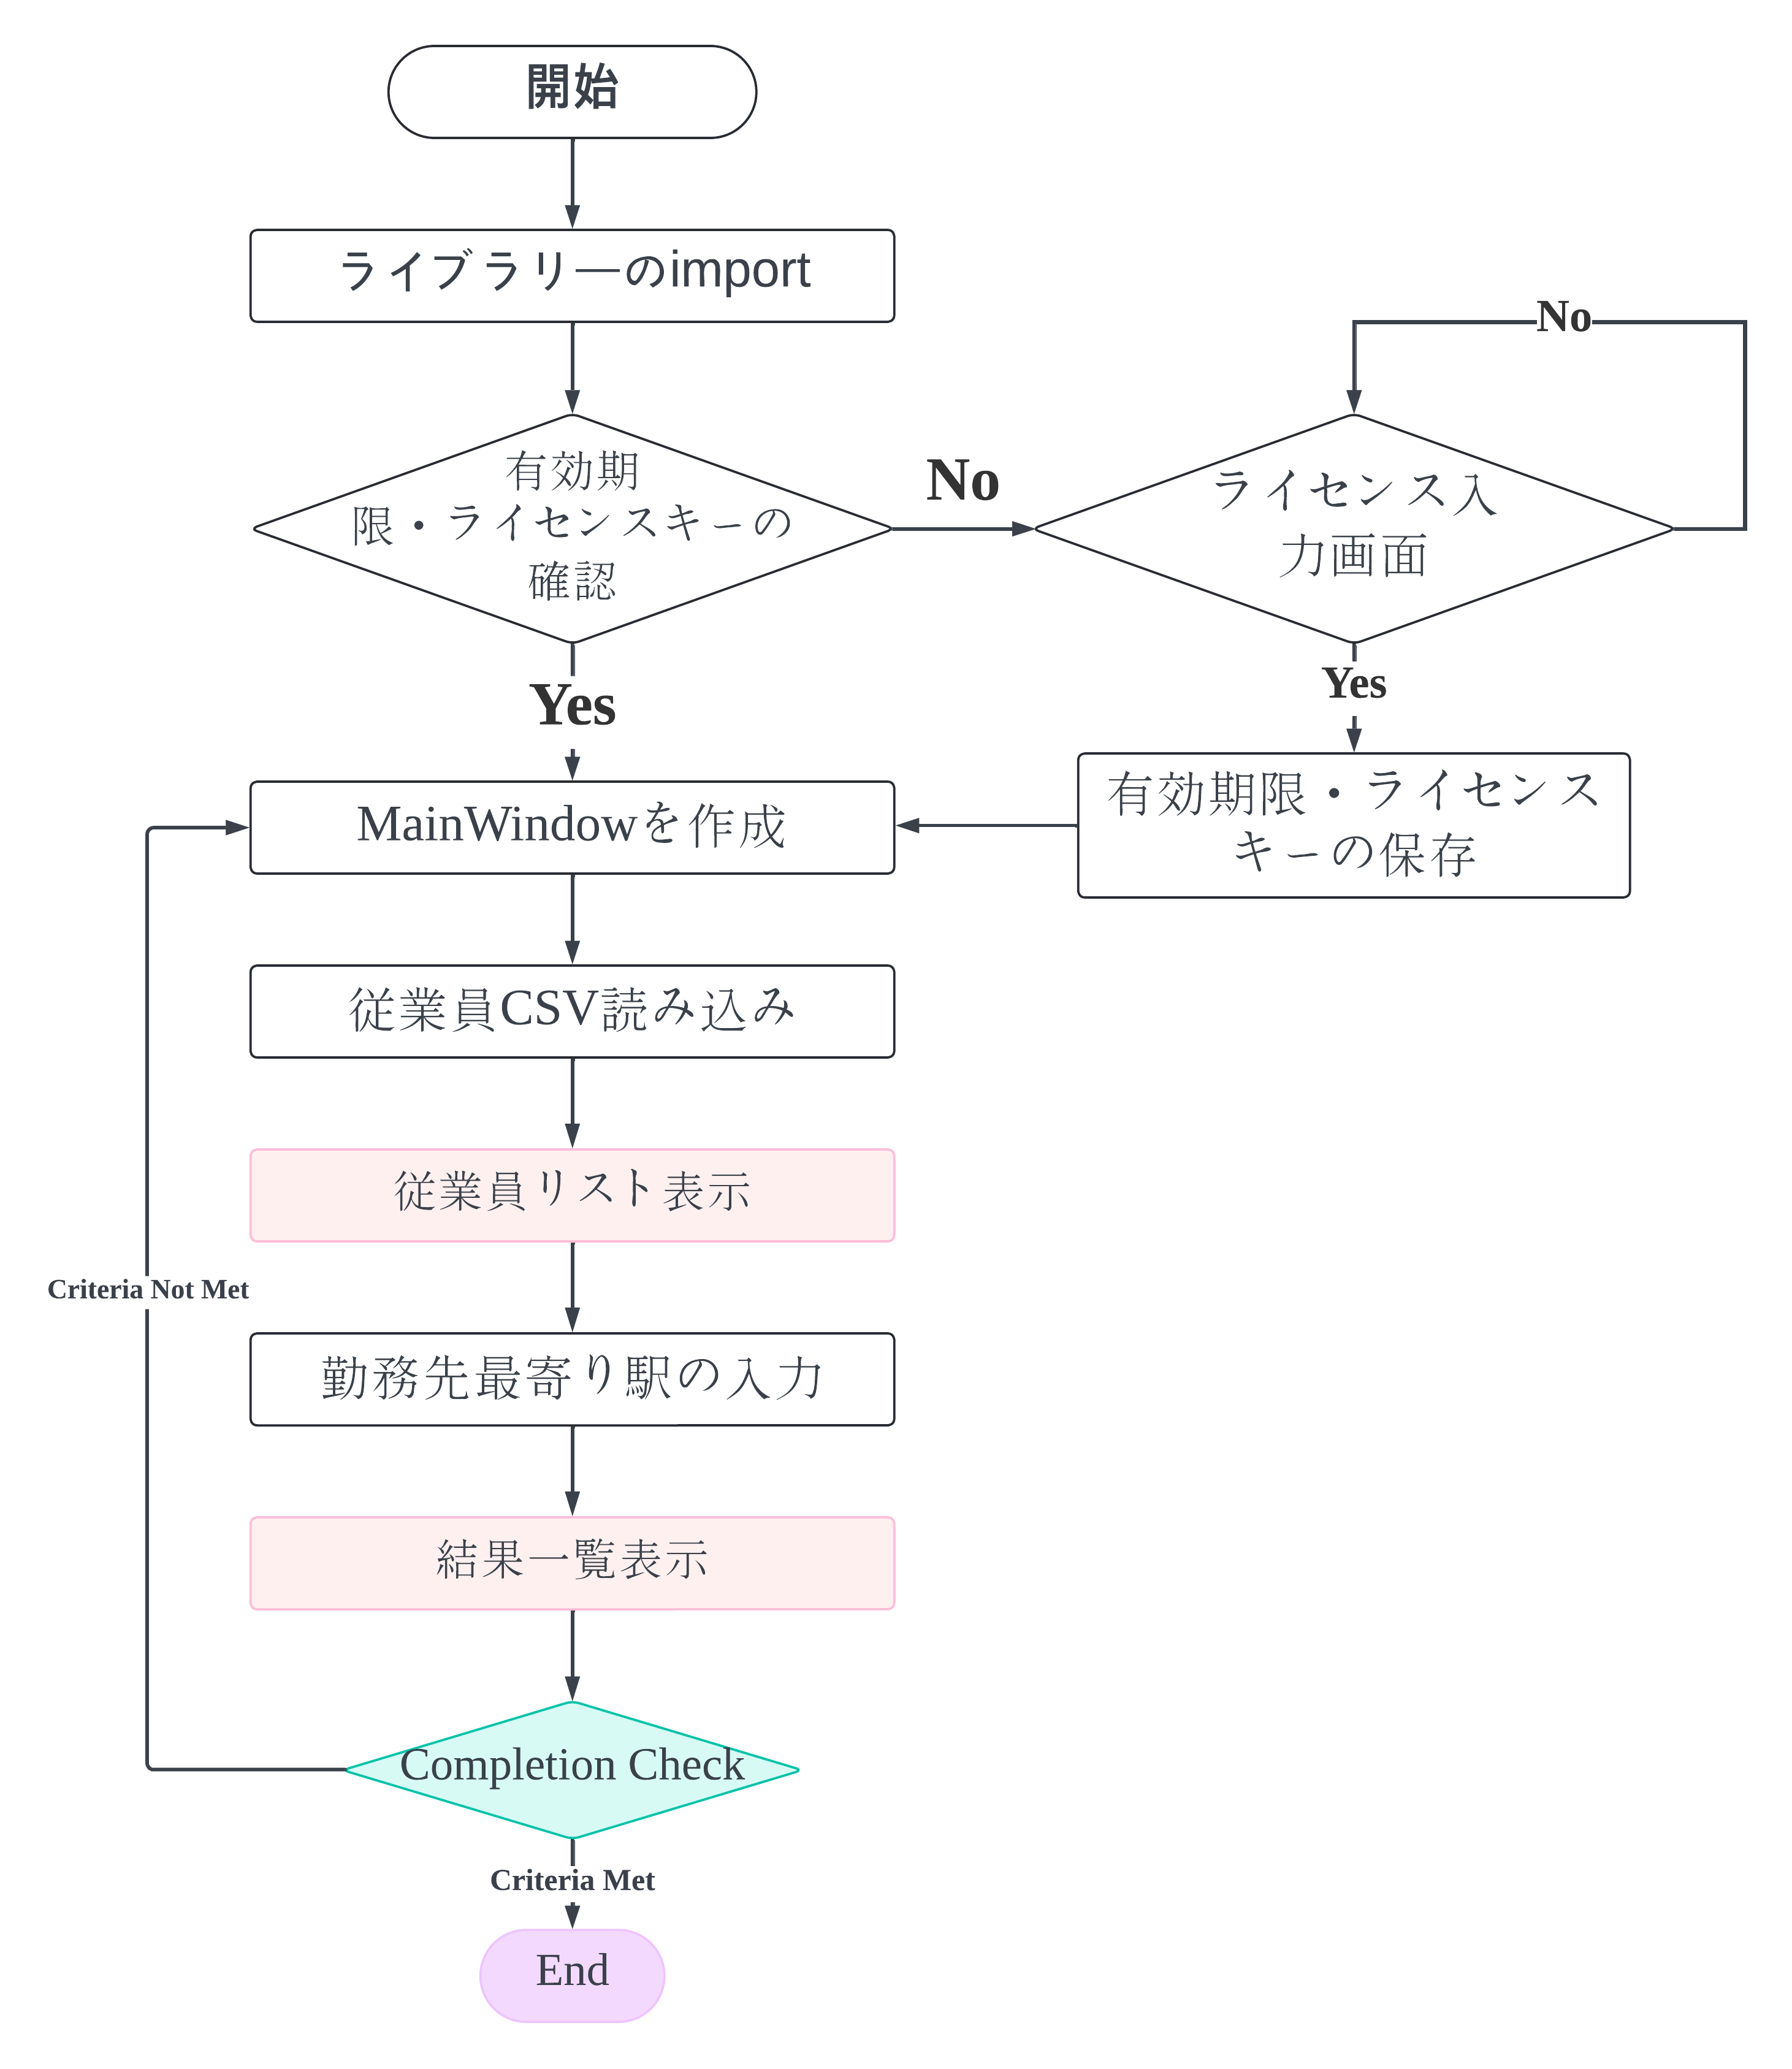 開始
ライブラリーのimport
No
有効期
限・ライセンスキーの
確認
No
ライセンス入
力画面
Yes
Yes
MainWindowを作成
有効期限・ライセンス
キーの保存
従業員CSV読み込み
従業員リスト表示
Criteria Not Met
勤務先最寄り駅の入力
結果一覧表示
Completion Check
Criteria Met
End